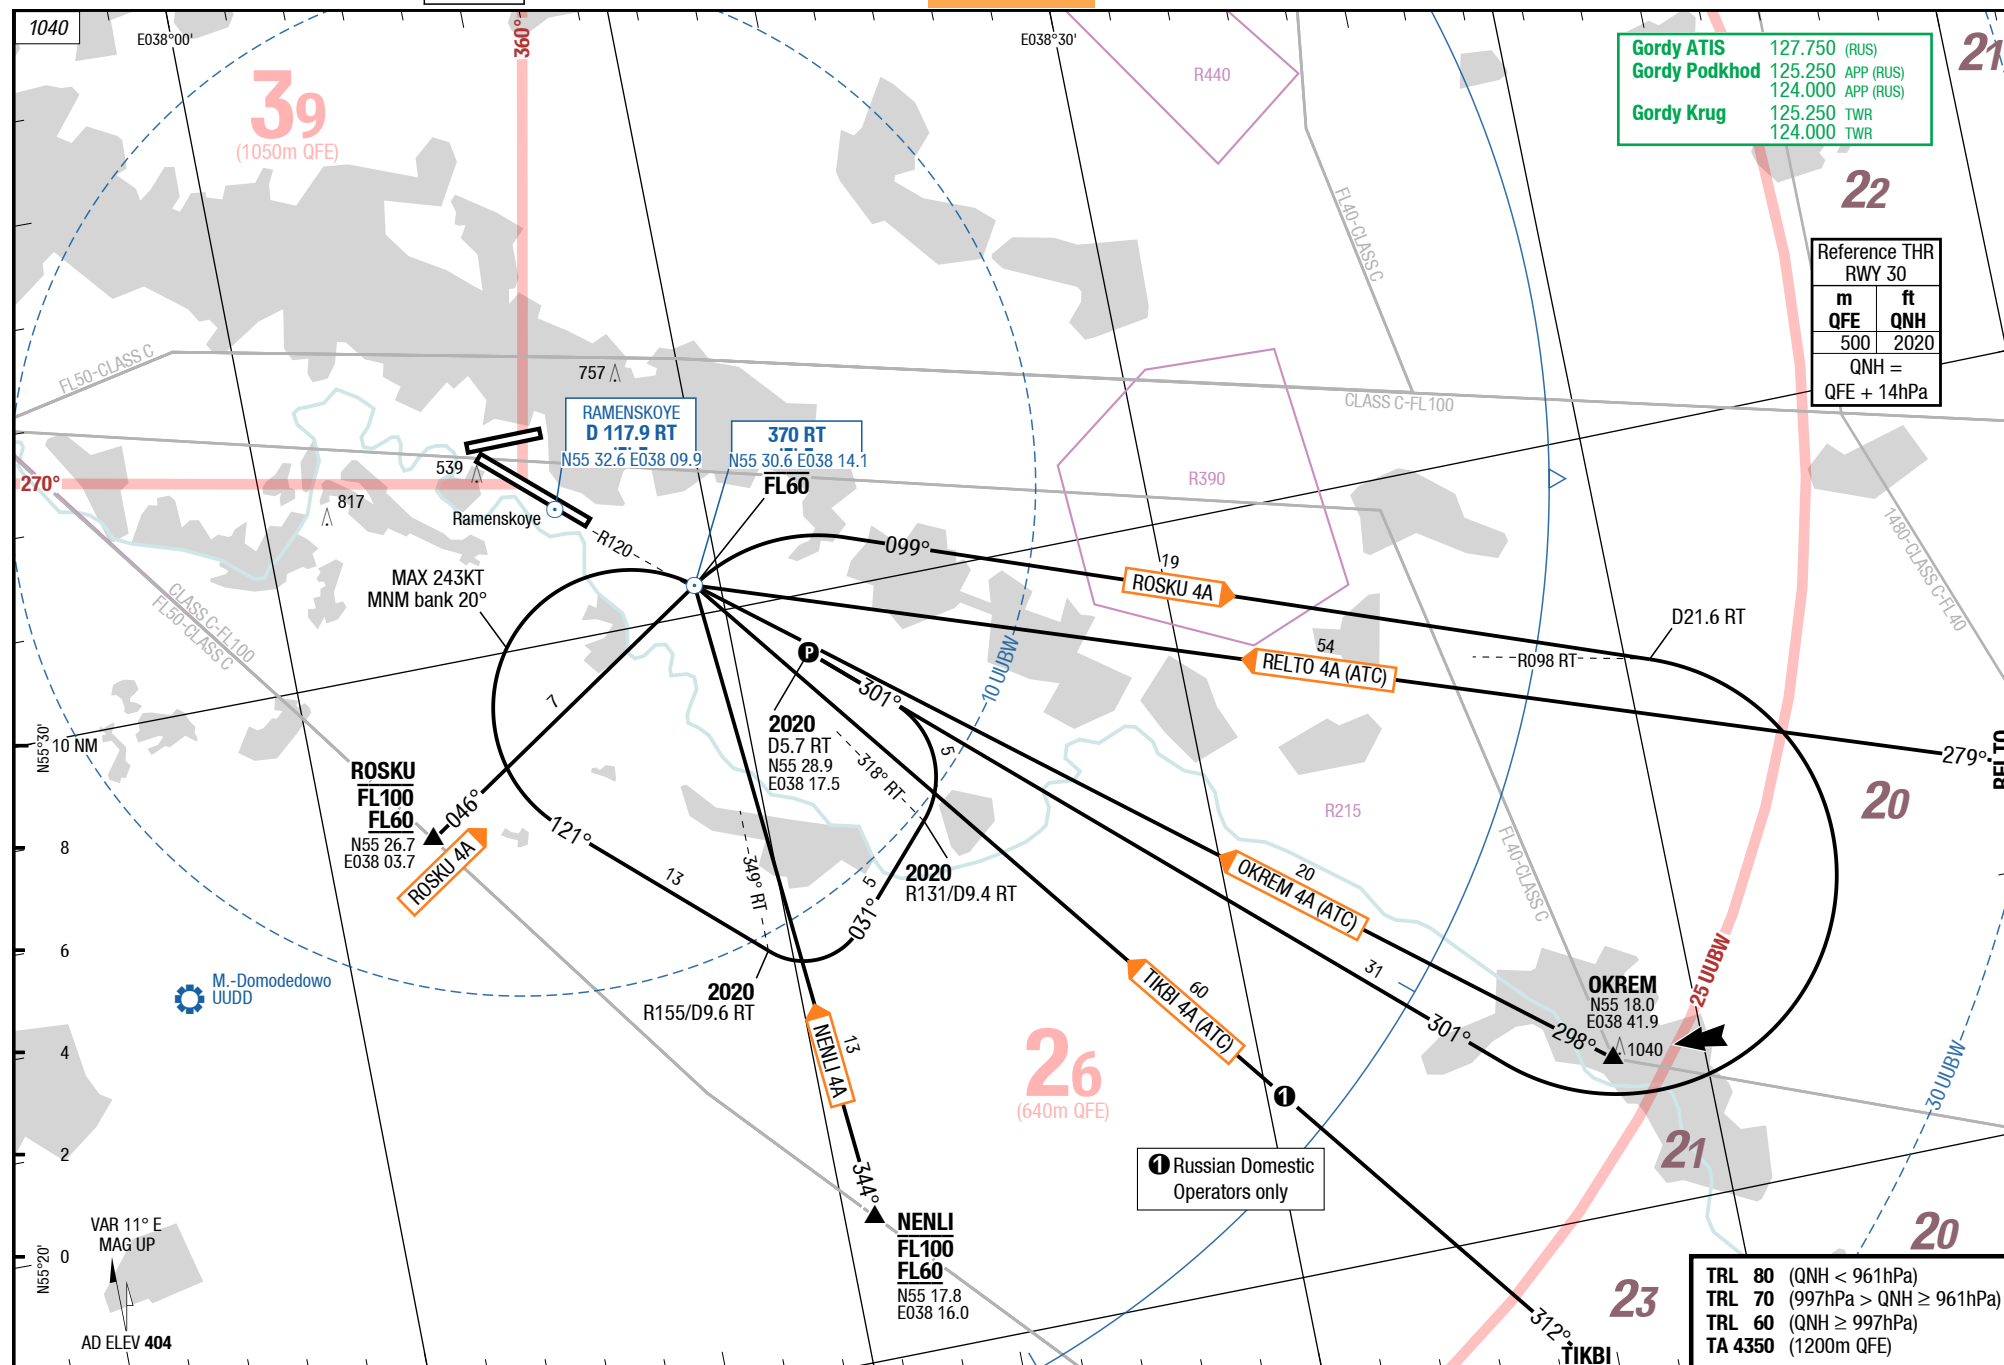 1040
E038°00'
360°
E038°30'
39
(1050m QFE)
R440
Gordy ATIS 127.750 (RUS)
Gordy Podkhod 125.250 APP (RUS)
124.000 APP (RUS)
Gordy Krug 125.250 TWR
124.000 TWR
21
22
FL40-CLASS C
Reference THR
RWY 30
m ft
QFE QNH
500 2020
QNH =
QFE + 14hPa
FL50-CLASS C
757
CLASS C-FL100
RAMENSKOYE
D 117.9 RT
N55 32.6 E038 09.9
370 RT
N55 30.6 E038 14.1
FL60
539
270°
817
Ramenskoye
R390
R120
099°
1480-CLASS C-FL40
MAX 243KT
MNM bank 20°
CLASS C-FL100
FL50-CLASS C
19
ROSKU 4A
D21.6 RT
54
RELTO 4A (ATC)
R098 RT
P
301°
10 UUBW
7
2020
D5.7 RT
N55 28.9
E038 17.5
5
318° RT
N55°30'
10 NM
279°
RELTO
ROSKU
FL100
FL60
N55 26.7
E038 03.7
046°
ROSKU 4A
121°
20
R215
8
13
349° RT
5
031°
2020
R131/D9.4 RT
20
OKREM 4A (ATC)
FL40-CLASS C
6
M.-Domodedowo
UUDD
2020
R155/D9.6 RT
31
60
TIKBI 4A (ATC)
25 UUBW
OKREM
N55 18.0
E038 41.9
301°
298°
1040
4
13
NENLI 4A
26
(640m QFE)
1
30 UUBW
2
344°
1 Russian Domestic
Operators only
21
NENLI
FL100
FL60
N55 17.8
E038 16.0
VAR 11° E
MAG UP
N55°20'
0
20
23
AD ELEV 404
312°
TIKBI
TRL 80 (QNH < 961hPa)
TRL 70 (997hPa > QNH ≥ 961hPa)
TRL 60 (QNH ≥ 997hPa)
TA 4350 (1200m QFE)